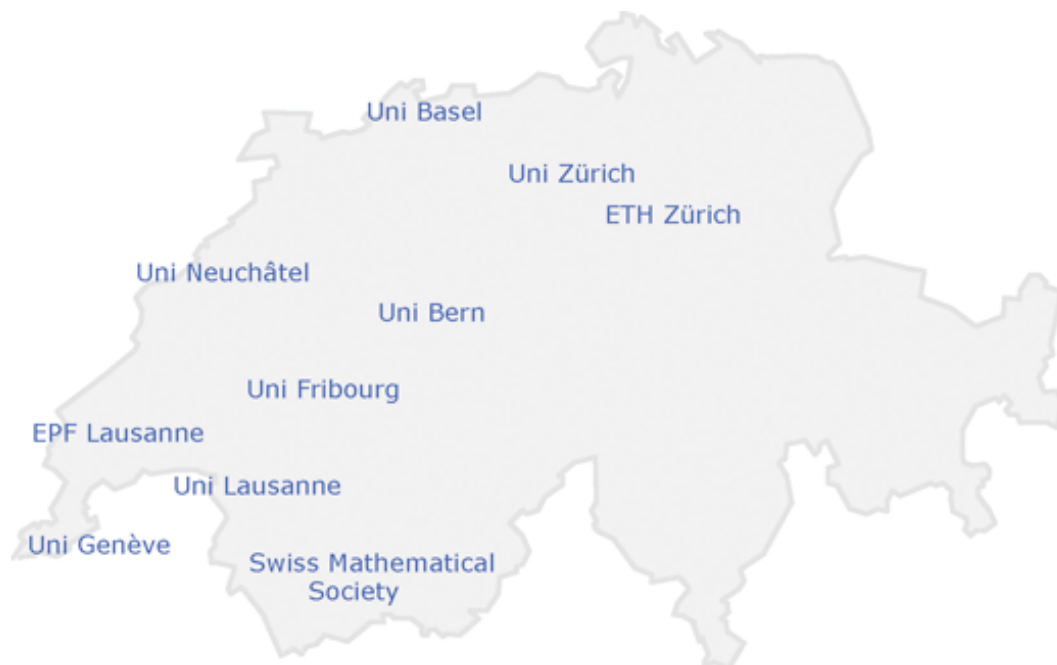 Uni Basel
Uni Zürich
ETH Zürich
Uni Neuchâtel
Uni Bern
Uni Fribourg
EPF Lausanne
Uni Lausanne
Uni Genève
Swiss Mathematical
Society